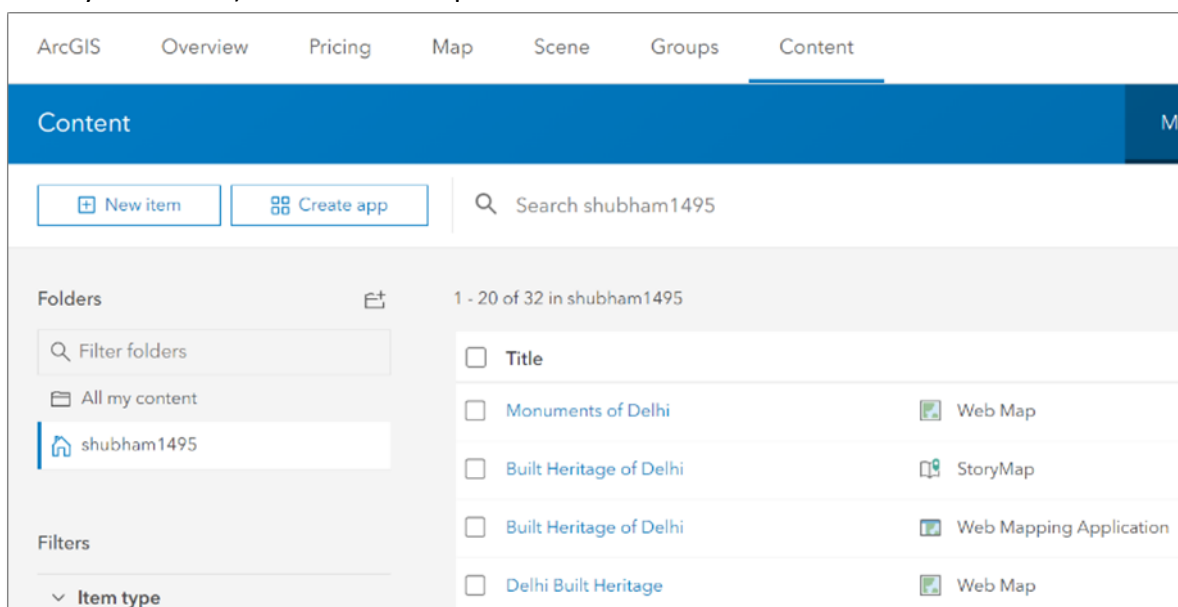 ArcGIS Overview Pricing Map Scene Groups Content
Content
New item Create app Search shubham1495
Folders 1 - 20 of 32 in shubham1495
Filter folders Title
All my content Monuments of Delhi Web Map
shubham1495
Built Heritage of Delhi StoryMap
Filters Built Heritage of Delhi Web Mapping Application
Item type Delhi Built Heritage Web Map